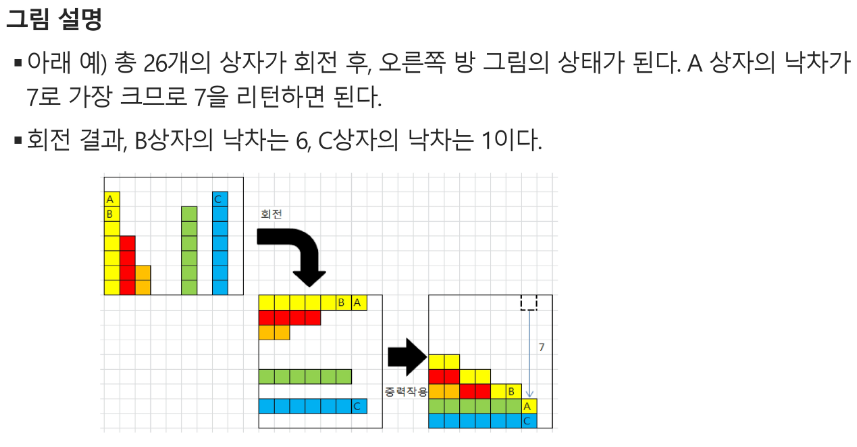 그림 설명
▪아래 예) 총 26개의 상자가 회전 후, 오른쪽 방 그림의 상태가 된다. A 상자의 낙차가
7로 가장 크므로 7을 리턴하면 된다.
▪회전 결과, B상자의 낙차는 6, C상자의 낙차는 1이다.
A
C
B
회전
B A
7
C
중력작용
B
A
C